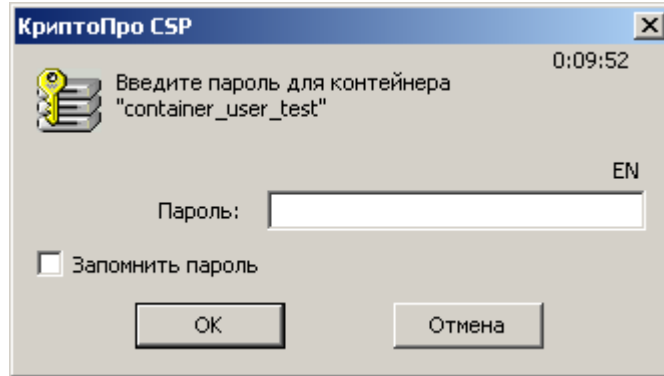 КриптоПро CSP
0:09:52
Введите пароль для контейнера
"container_user_test"
EN
Пароль:
Запомнить пароль
OK
Отмена